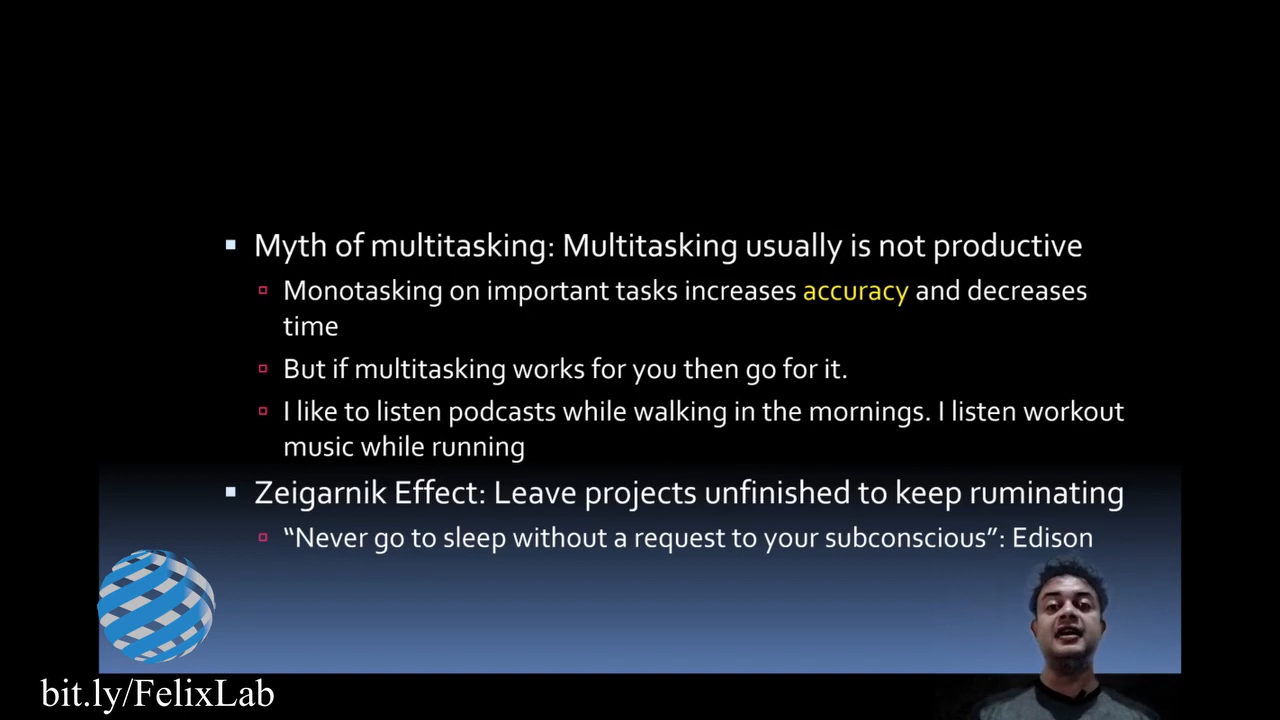 Myth of multitasking: Multitasking usually is not productive
Monotasking on important tasks increases accuracy and decreases
time
But if multitasking works for you then go for it.
I like to listen podcasts while walking in the mornings. I listen workout
music while running
Zeigarnik Effect: Leave projects unfinished to keep ruminating
“Never go to sleep without a request to your subconscious”: Edison
bit.ly/FelixLab